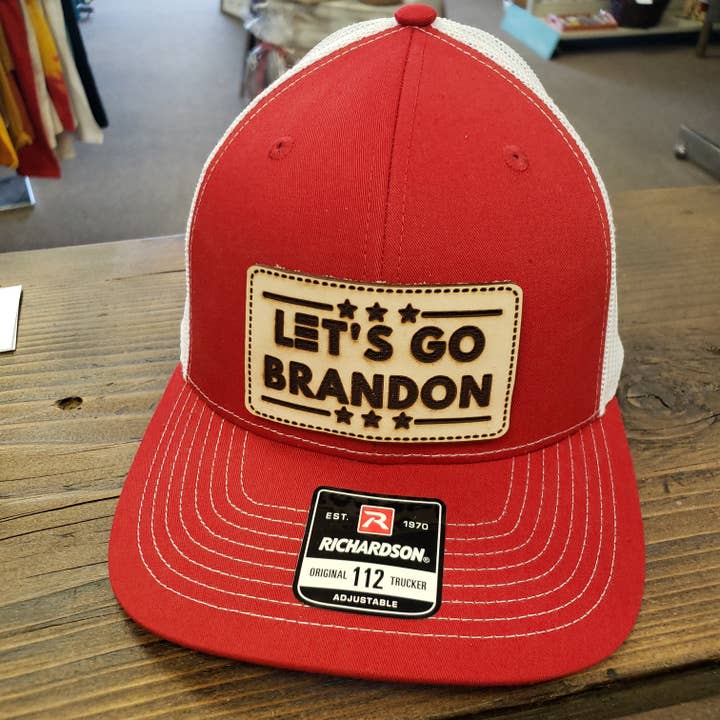 LET'S GO
BRANDON
EST. R 1970
RICHARDSON®
ORIGINAL 112 TRUCKER
ADJUSTABLE